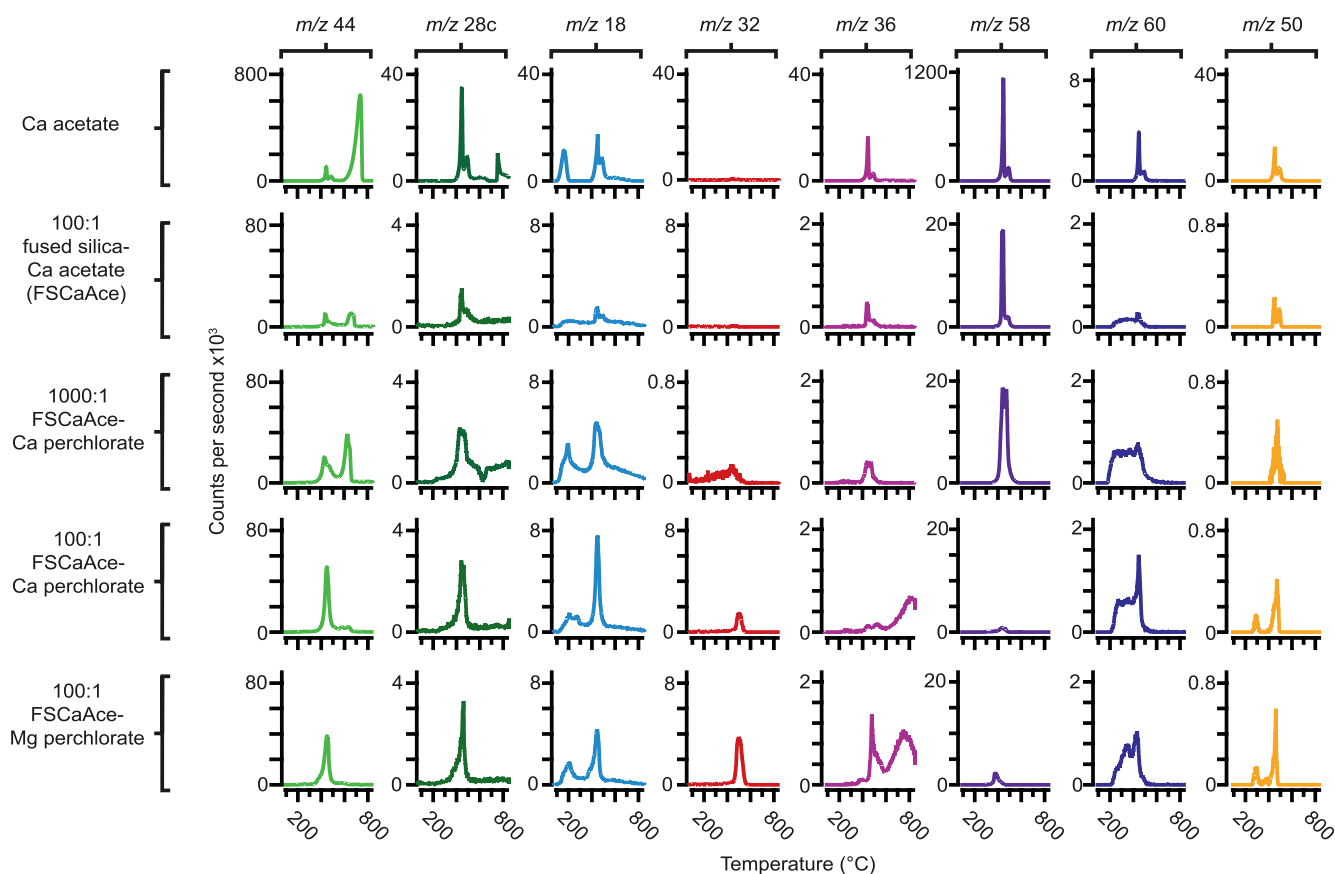 m/z 44 m/z 28c m/z 18 m/z 32 m/z 36 m/z 58 m/z 60 m/z 50
Ca acetate
800 40 40 40 40 1200 8 40
0 0 0 0 0 0 0 0
100:1
fused silica-
Ca acetate
(FSCaAce)
80 4 8 8 2 20 2 0.8
0 0 0 0 0 0 0 0
1000:1
FSCaAce-
Ca perchlorate
80 4 8 0.8 2 20 2 0.8
0 0 0 0 0 0 0 0
100:1
FSCaAce-
Ca perchlorate
80 4 8 8 2 20 2 0.8
0 0 0 0 0 0 0 0
100:1
FSCaAce-
Mg perchlorate
80 4 8 8 2 20 2 0.8
0 0 0 0 0 0 0 0
200 800 200 800 200 800 200 800 200 800 200 800 200 800 200 800
Counts per second x10³
Temperature (°C)